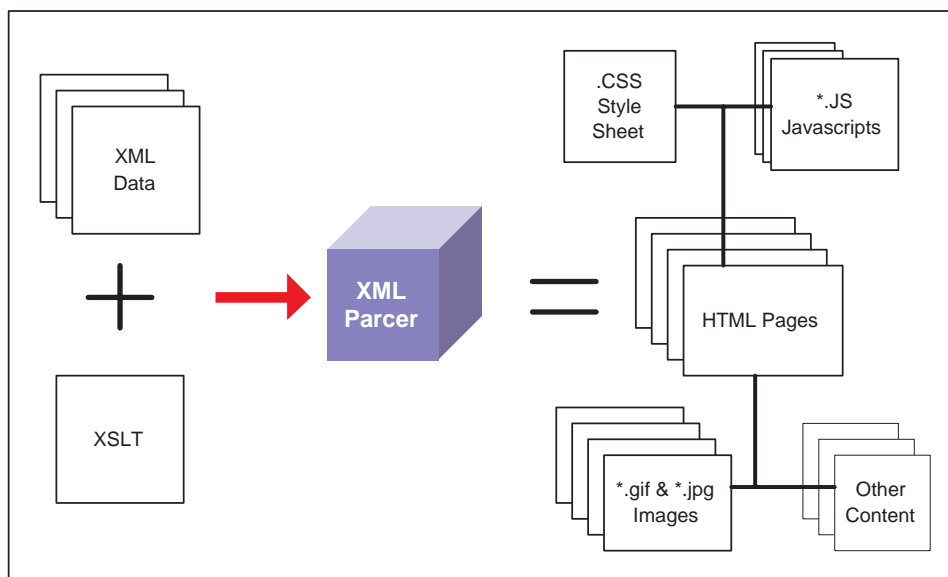 XML
Data
XSLT
XML
Parcer
.CSS
Style
Sheet
*.JS
Javascripts
HTML Pages
*.gif & *.jpg
Images
Other
Content